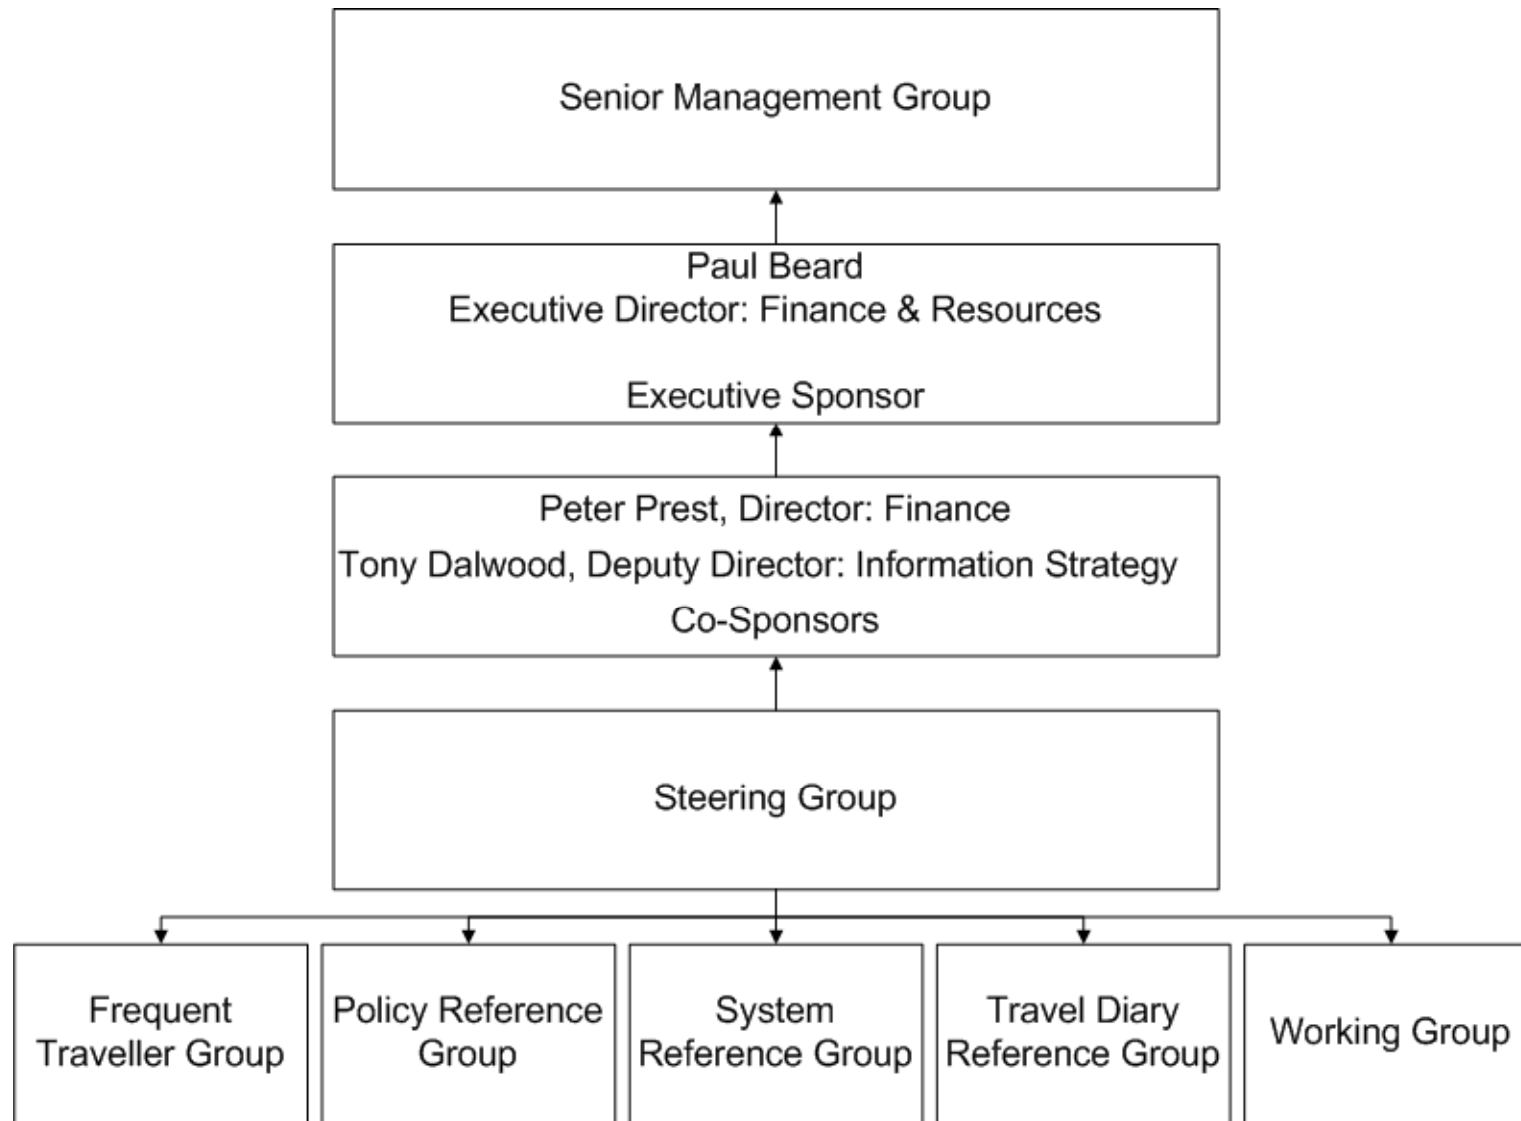 Senior Management Group
Paul Beard
Executive Director: Finance & Resources
Executive Sponsor
Peter Prest, Director: Finance
Tony Dalwood, Deputy Director: Information Strategy
Co-Sponsors
Steering Group
Frequent
Traveller Group
Policy Reference
Group
System
Reference Group
Travel Diary
Reference Group
Working Group